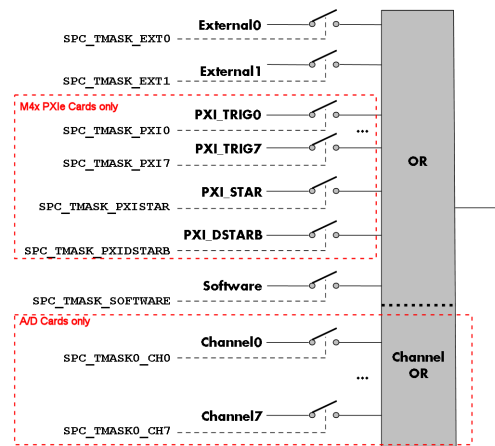 External0
SPC_TMASK_EXT0
External1
SPC_TMASK_EXT1
M4x PXIe Cards only
PXI_TRIG0
SPC_TMASK_PXI0
...
PXI_TRIG7
SPC_TMASK_PXI7
OR
PXI_STAR
SPC_TMASK_PXISTAR
PXI_DSTARB
SPC_TMASK_PXIDSTARB
Software
SPC_TMASK_SOFTWARE
A/D Cards only
Channel0
SPC_TMASK0_CH0
Channel
OR
...
Channel7
SPC_TMASK0_CH7